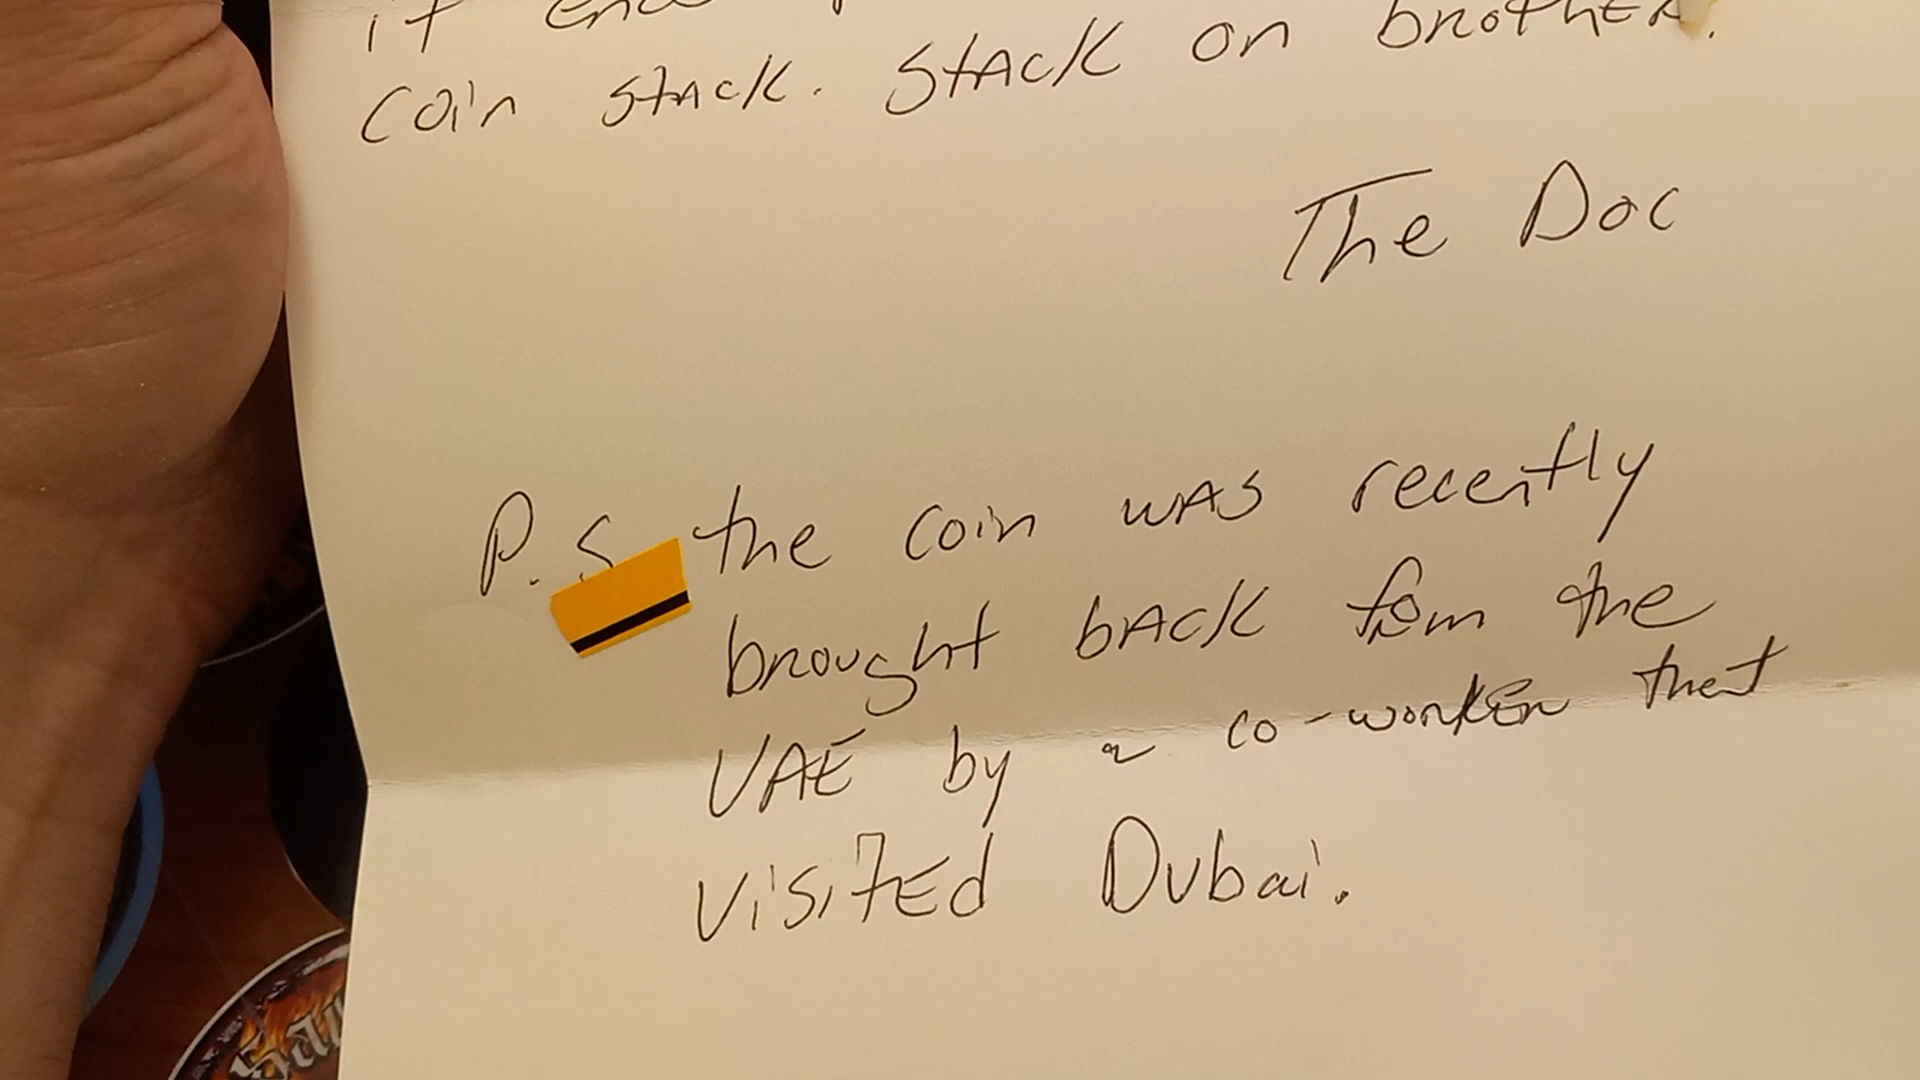 it
coin stack. Stack on brother.
The Doc
P.S. the coin was recently
brought back from the
UAE by a co-worker that
visited Dubai.